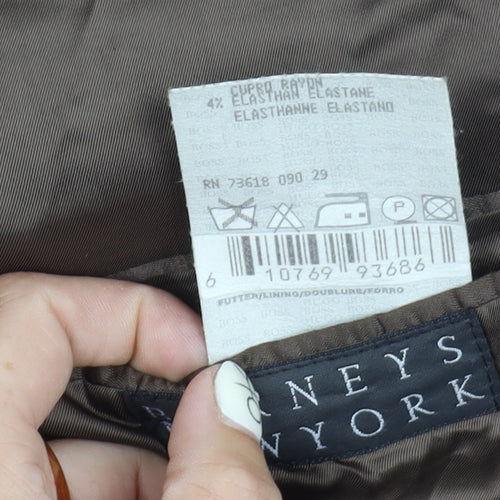 CUPRO RAYON
4% ELASTHAN ELASTANE
ELASTHANNE ELASTANO
RN 73618 090 29
P
6 10769 93686
FUTTER/LINING/DOUBLURE/FORRO
NEYS
YORK